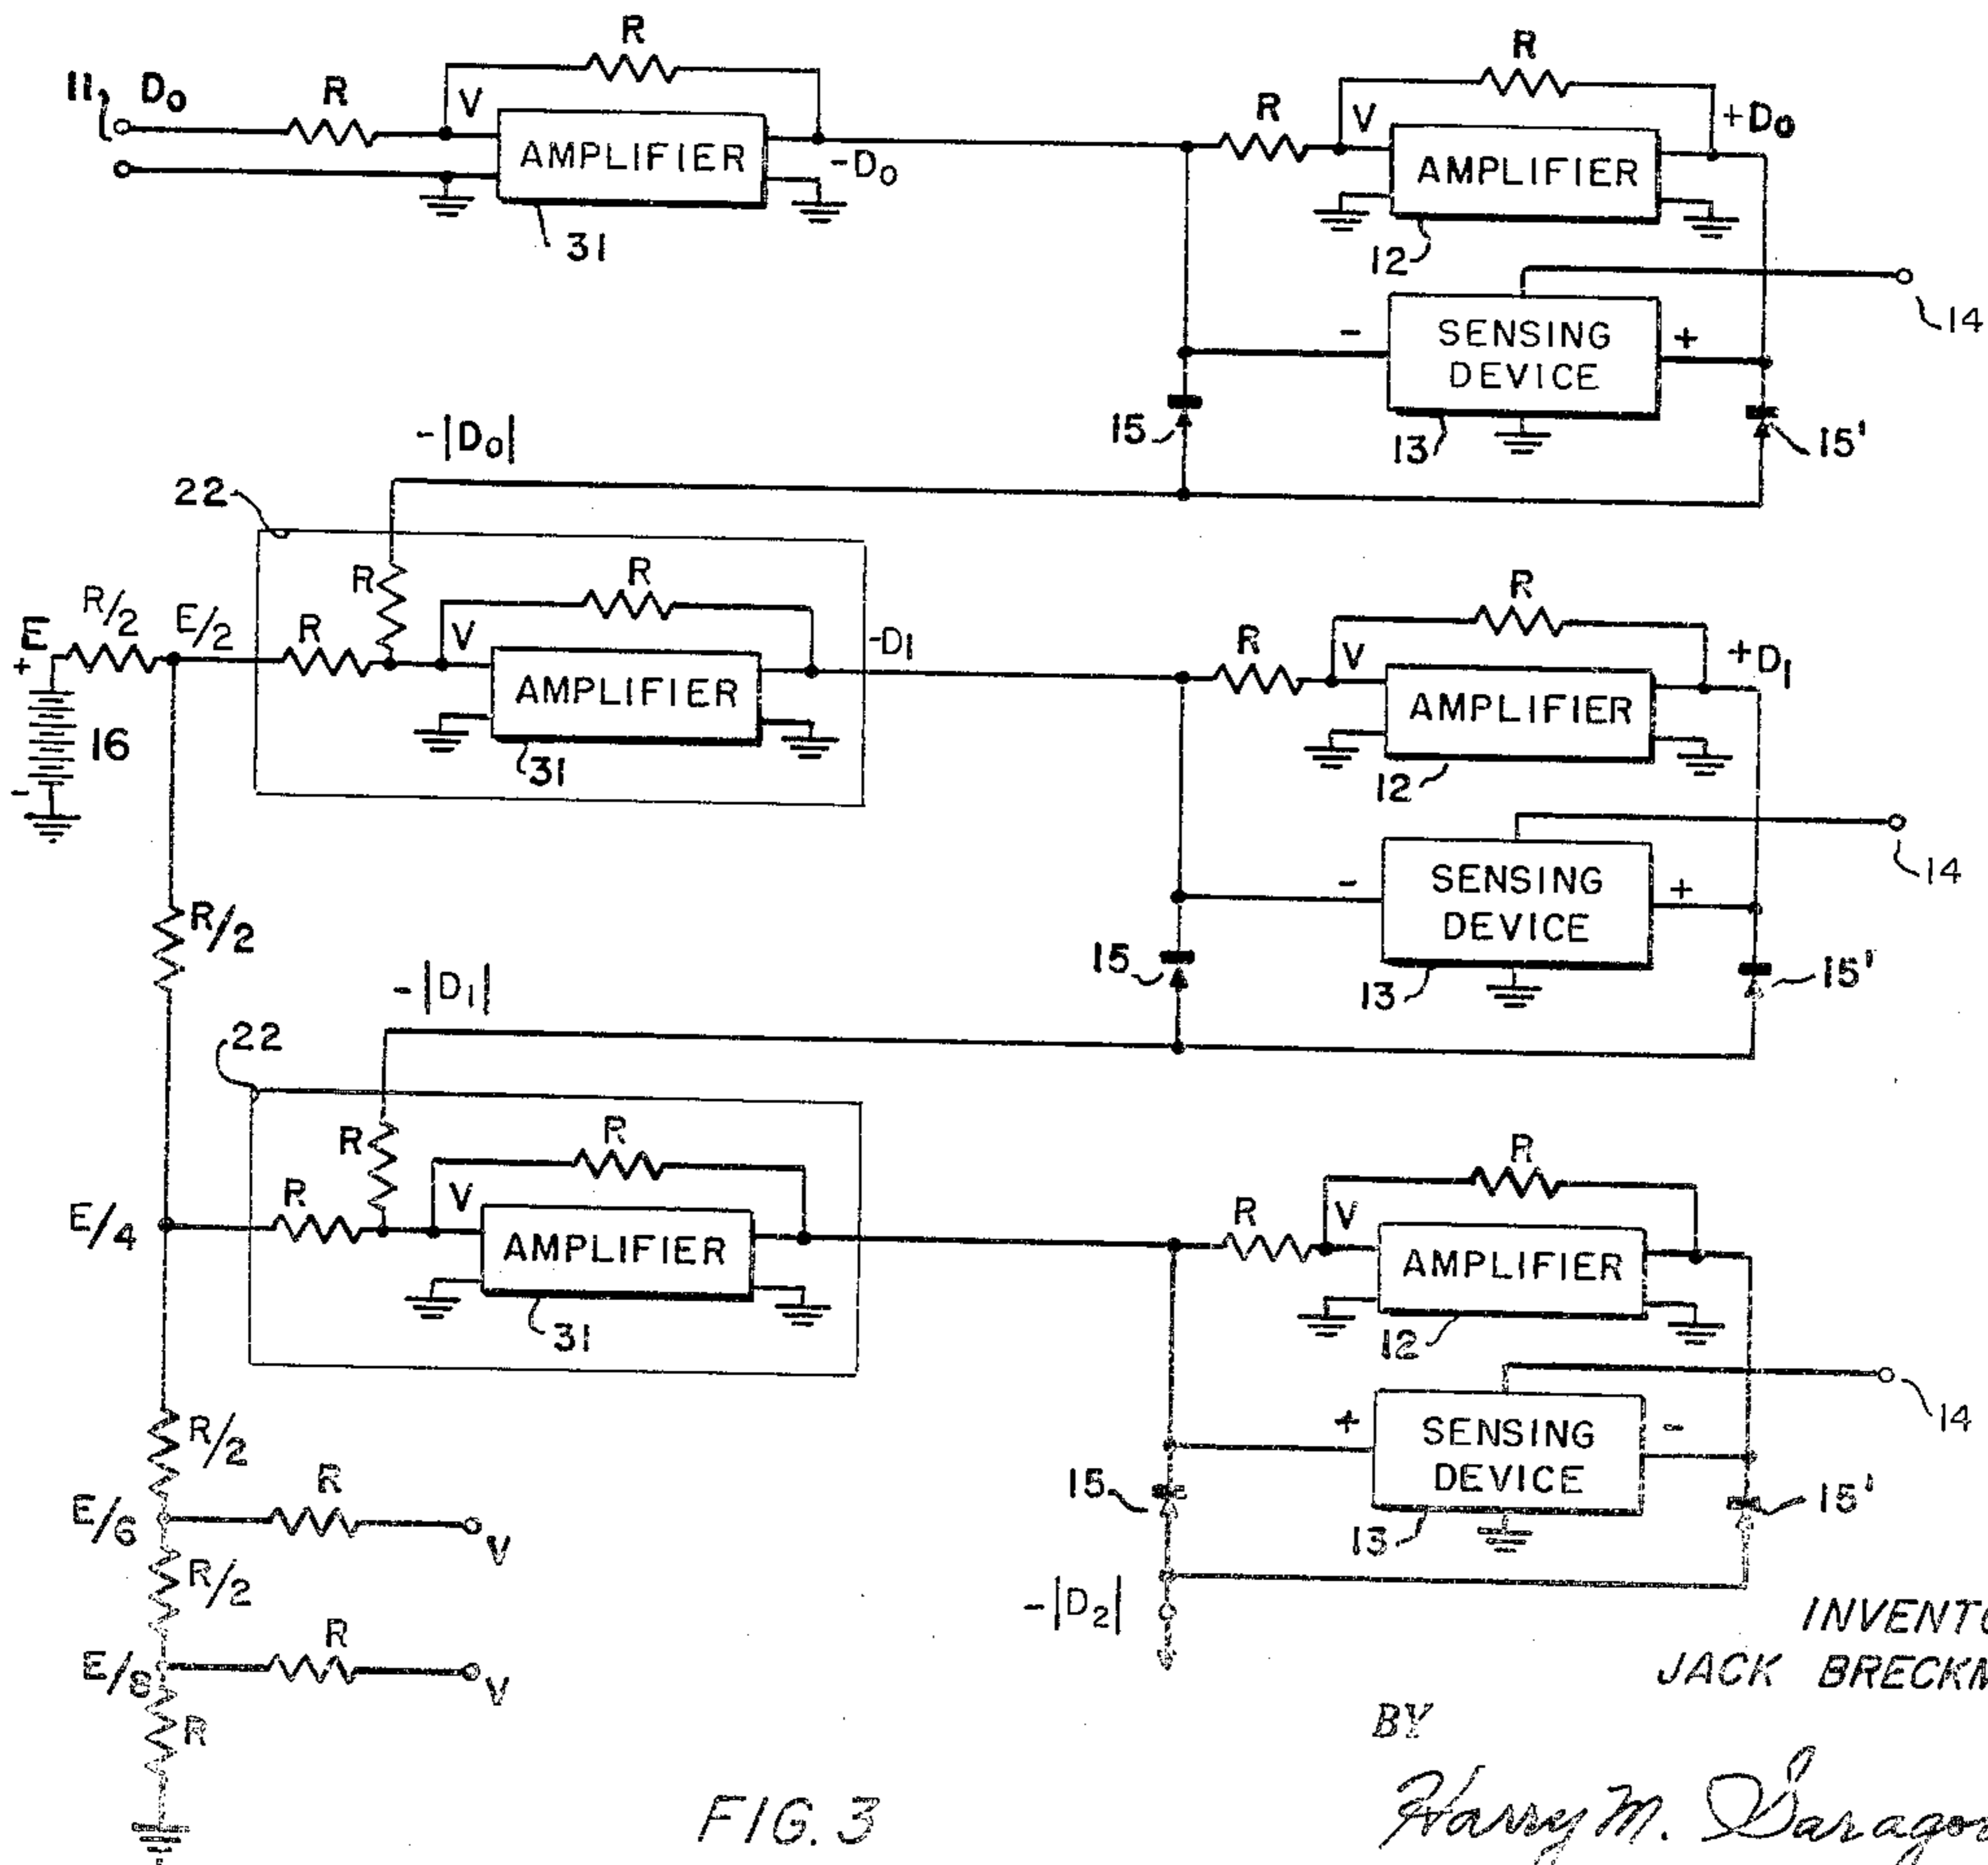 R
R
11, D₀
R
V
AMPLIFIER
-D₀
31
R
V
+D₀
AMPLIFIER
12
14
-
SENSING
DEVICE
+
15
13
15'
-|D₀|
22
R
R
R/2
E/2
R
V
-D₁
E
+
AMPLIFIER
16
31
-
R
R
V
+D₁
AMPLIFIER
12
14
-
SENSING
DEVICE
+
15
13
15'
R/2
-|D₁|
22
R
R
R
V
E/4
AMPLIFIER
31
R
R
V
AMPLIFIER
12
14
+
SENSING
DEVICE
-
15
13
15'
R/2
E/6
R
V
R/2
-|D₂|
E/8
R
V
R
JACK
BY
Harry M.
FIG. 3